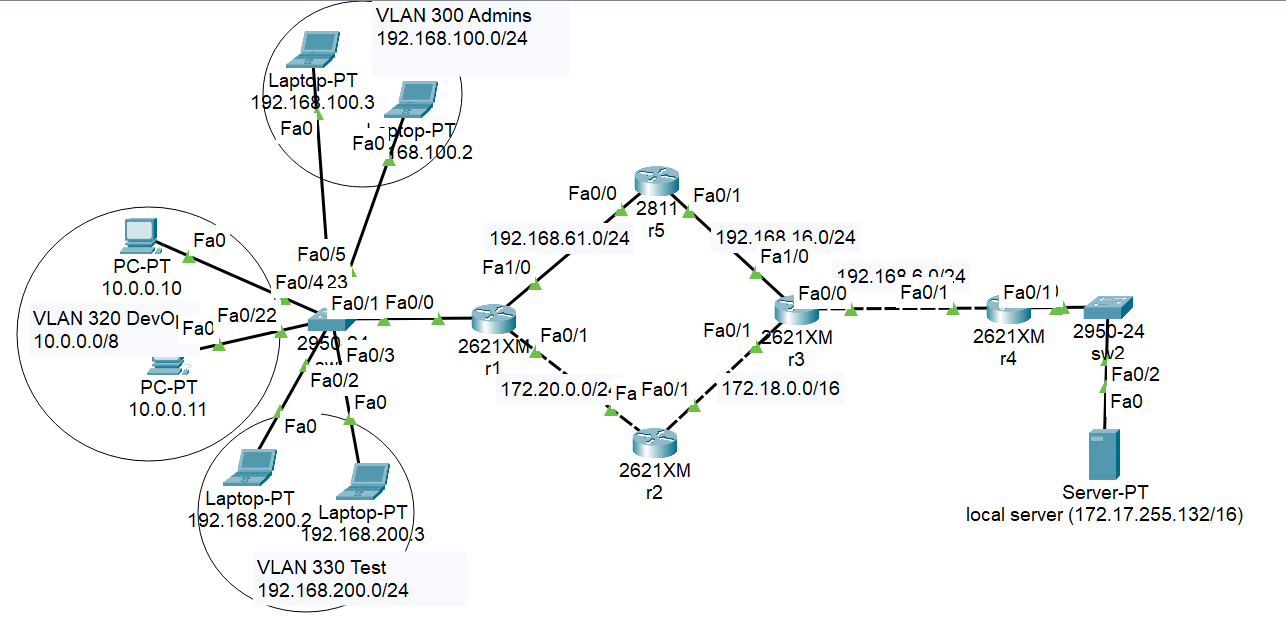 VLAN 300 Admins
192.168.100.0/24
Laptop-PT
192.168.100.3
Fa0
Laptop-PT
168.100.2
Fa0
Fa0/5
23
PC-PT
10.0.0.10
Fa0
Fa0/4
VLAN 320
10.0.0.0/8
Fa0
Fa0/22
PC-PT
10.0.0.11
Fa0/1
Fa0/0
Fa0/3
Fa0/2
Fa0
Fa0
Laptop-PT
192.168.200.2
Laptop-PT
192.168.200.3
VLAN 330 Test
192.168.200.0/24
2621XM
r1
Fa1/0
Fa0/1
192.168.61.0/24
Fa0/0
2811
r5
Fa0/1
192.168.16.0/24
Fa1/0
172.20.0.0/24
Fa
Fa0/1
2621XM
r2
172.18.0.0/16
Fa0/1
Fa0/0
2621XM
r3
192.168.6.0/24
Fa0/1
Fa0/1
2621XM
r4
2950-24
sw2
Fa0/2
Fa0
Server-PT
local server (172.17.255.132/16)